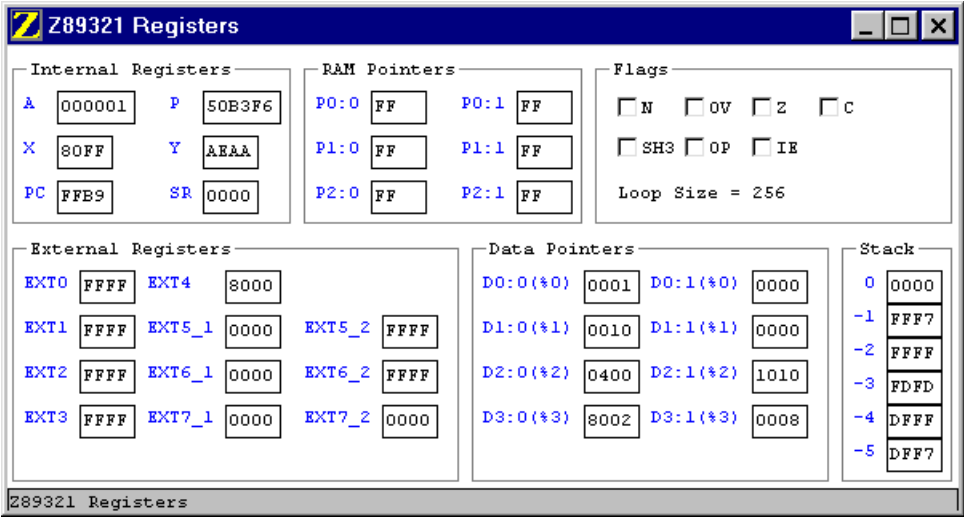 Z Z89321 Registers
Internal Registers
A 000001 P 50B3F6
X 80FF Y AEAA
PC FFB9 SR 0000
RAM Pointers
P0:0 FF P0:1 FF
P1:0 FF P1:1 FF
P2:0 FF P2:1 FF
Flags
N OV Z C
SH3 OP IE
Loop Size = 256
External Registers
EXT0 FFFF EXT4 8000
EXT1 FFFF EXT5_1 0000 EXT5_2 FFFF
EXT2 FFFF EXT6_1 0000 EXT6_2 FFFF
EXT3 FFFF EXT7_1 0000 EXT7_2 0000
Data Pointers
D0:0(%0) 0001 D0:1(%0) 0000
D1:0(%1) 0010 D1:1(%1) 0000
D2:0(%2) 0400 D2:1(%2) 1010
D3:0(%3) 8002 D3:1(%3) 0008
Stack
0 0000
-1 FFF7
-2 FFFF
-3 FDFD
-4 DFFF
-5 DFF7
Z89321 Registers